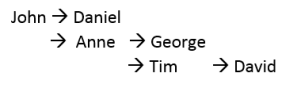 John → Daniel
→ Anne → George
→ Tim → David